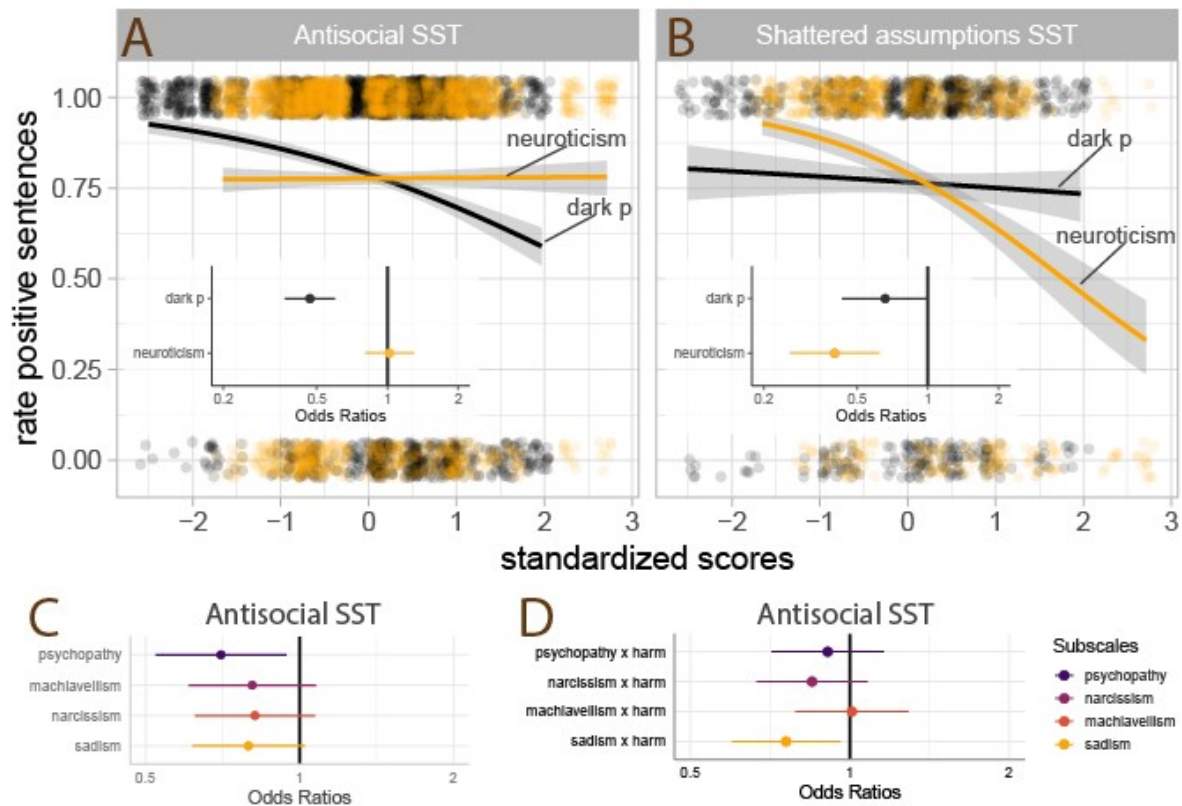 A
Antisocial SST
B
Shattered assumptions SST
rate positive sentences
1.00
0.75
0.50
0.25
0.00
neuroticism
dark p
dark p
neuroticism
dark p
neuroticism
0.2
0.5
1
2
Odds Ratios
dark p
neuroticism
0.2
0.5
1
2
Odds Ratios
−2 −1 0 1 2 3
−2 −1 0 1 2 3
standardized scores
C
Antisocial SST
psychopathy
machiavellism
narcissism
sadism
0.5 1 2
Odds Ratios
D
Antisocial SST
psychopathy x harm
narcissism x harm
machiavellism x harm
sadism x harm
0.5 1 2
Odds Ratios
Subscales
psychopathy
narcissism
machiavellism
sadism